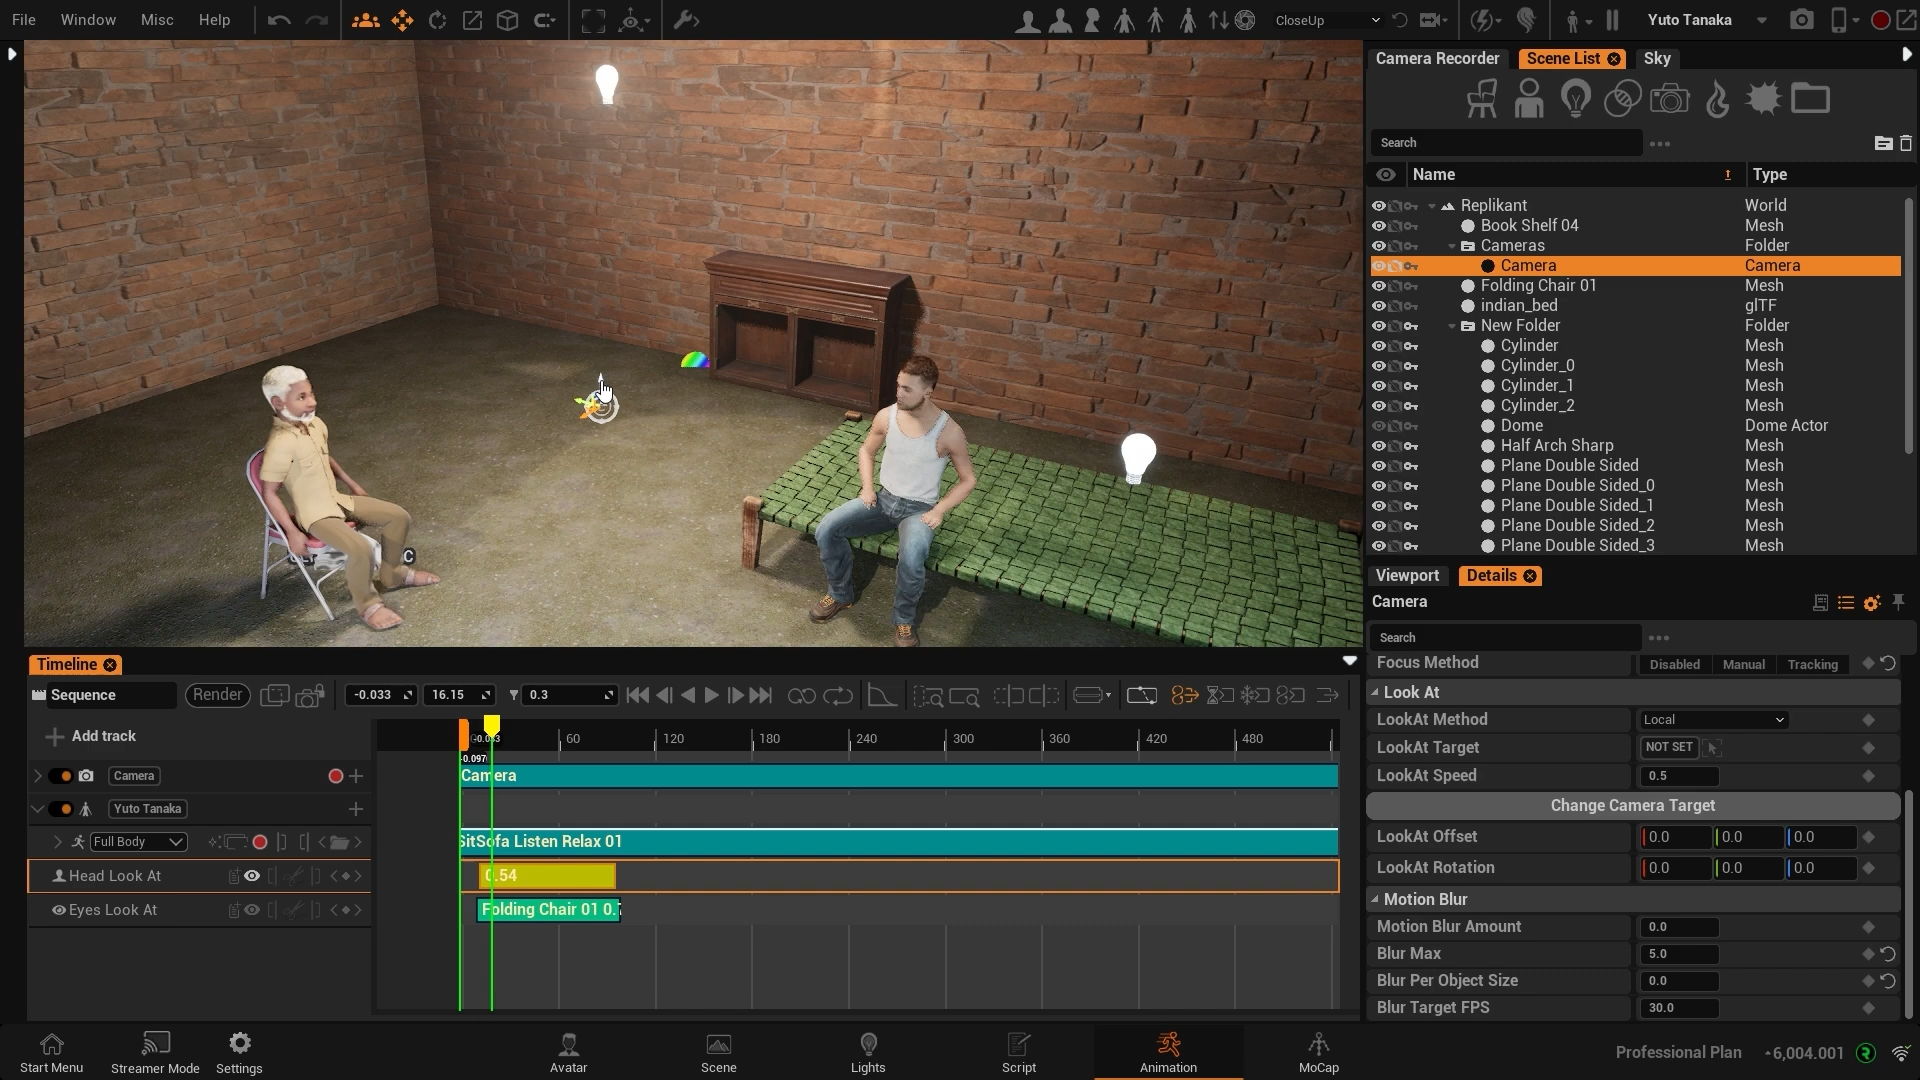 File Window Misc Help CloseUp Yuto Tanaka
Camera Recorder Scene List Sky
Search
Name Type
Replikant World
Book Shelf 04 Mesh
Cameras Folder
Camera Camera
Folding Chair 01 Mesh
indian_bed glTF
New Folder Folder
Cylinder Mesh
Cylinder_0 Mesh
Cylinder_1 Mesh
Cylinder_2 Mesh
Dome Dome Actor
Half Arch Sharp Mesh
Plane Double Sided Mesh
Plane Double Sided_0 Mesh
Plane Double Sided_1 Mesh
Plane Double Sided_2 Mesh
Plane Double Sided_3 Mesh
Viewport Details
Camera
Search
Focus Method Disabled Manual Tracking
Look At
LookAt Method Local
LookAt Target NOT SET
LookAt Speed 0.5
Change Camera Target
LookAt Offset 0.0 0.0 0.0
LookAt Rotation 0.0 0.0 0.0
Motion Blur
Motion Blur Amount 0.0
Blur Max 5.0
Blur Per Object Size 0.0
Blur Target FPS 30.0
C
Timeline
Sequence Render -0.033 16.15 0.3
Add track
60 120 180 240 300 360 420 480
-0.097
Camera Camera
Yuto Tanaka
Full Body SitSofa Listen Relax 01
Head Look At 0.54
Eyes Look At Folding Chair 01 0.
Start Menu Streamer Mode Settings Avatar Scene Lights Script Animation MoCap Professional Plan 6,004.001